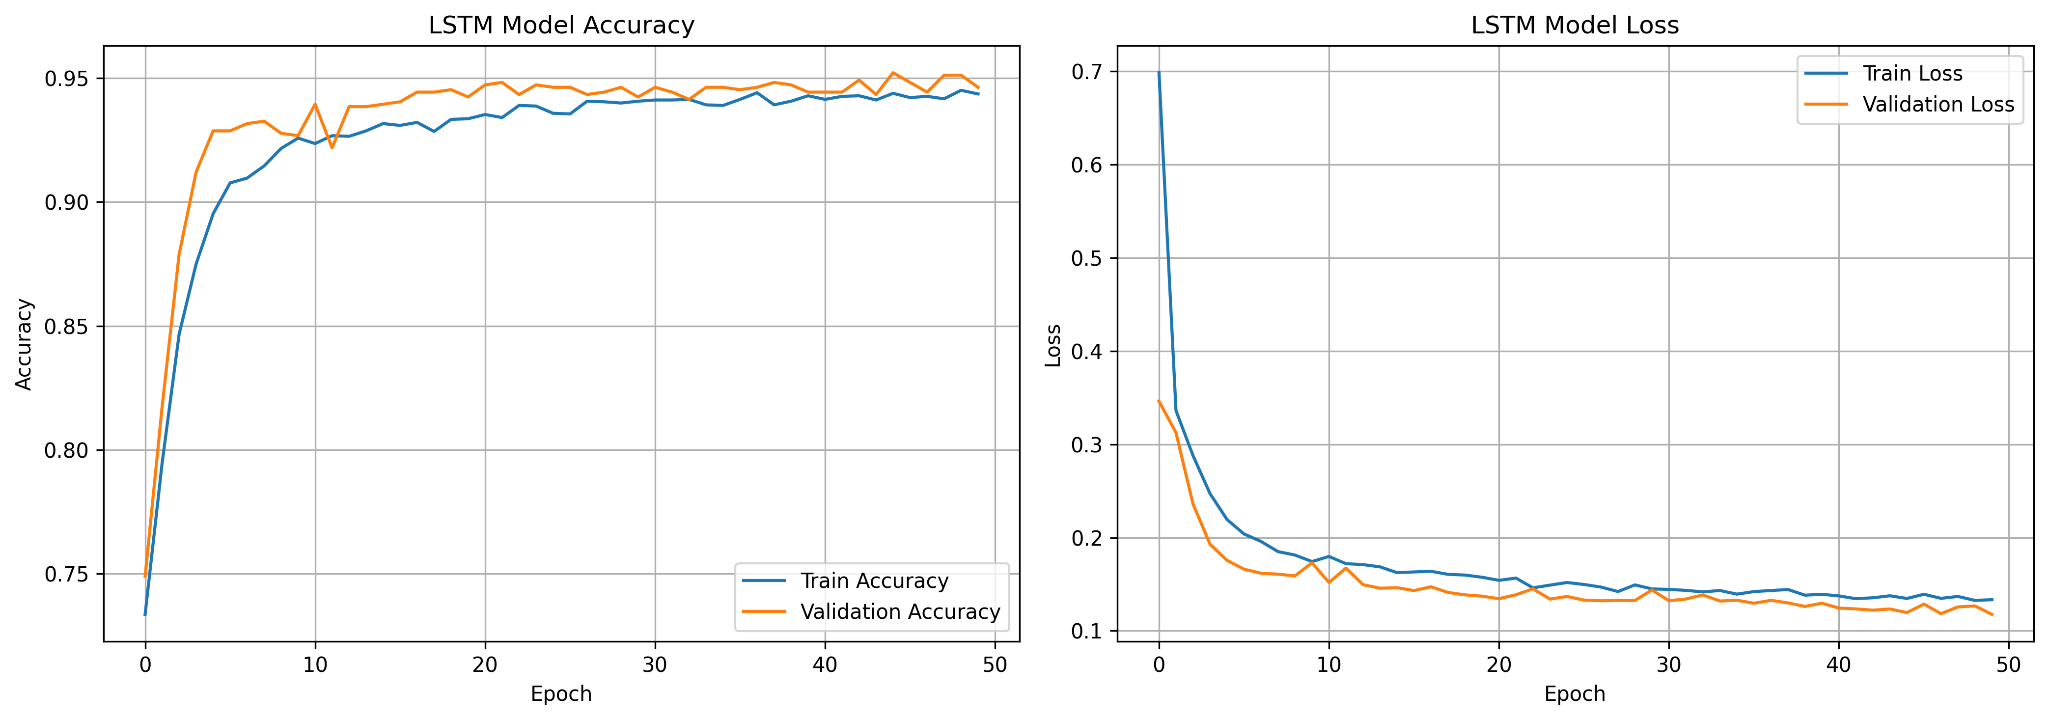 LSTM Model Accuracy
0.95
0.90
0.85
0.80
0.75
Accuracy
Train Accuracy
Validation Accuracy
0 10 20 30 40 50
Epoch
LSTM Model Loss
0.7
0.6
0.5
0.4
0.3
0.2
0.1
Loss
Train Loss
Validation Loss
0 10 20 30 40 50
Epoch